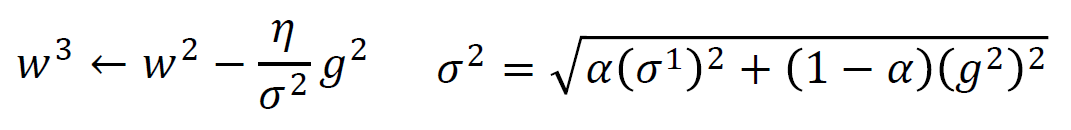 w³ ← w² − η/σ² g²    σ² = √(α(σ¹)² + (1 − α)(g²)²)